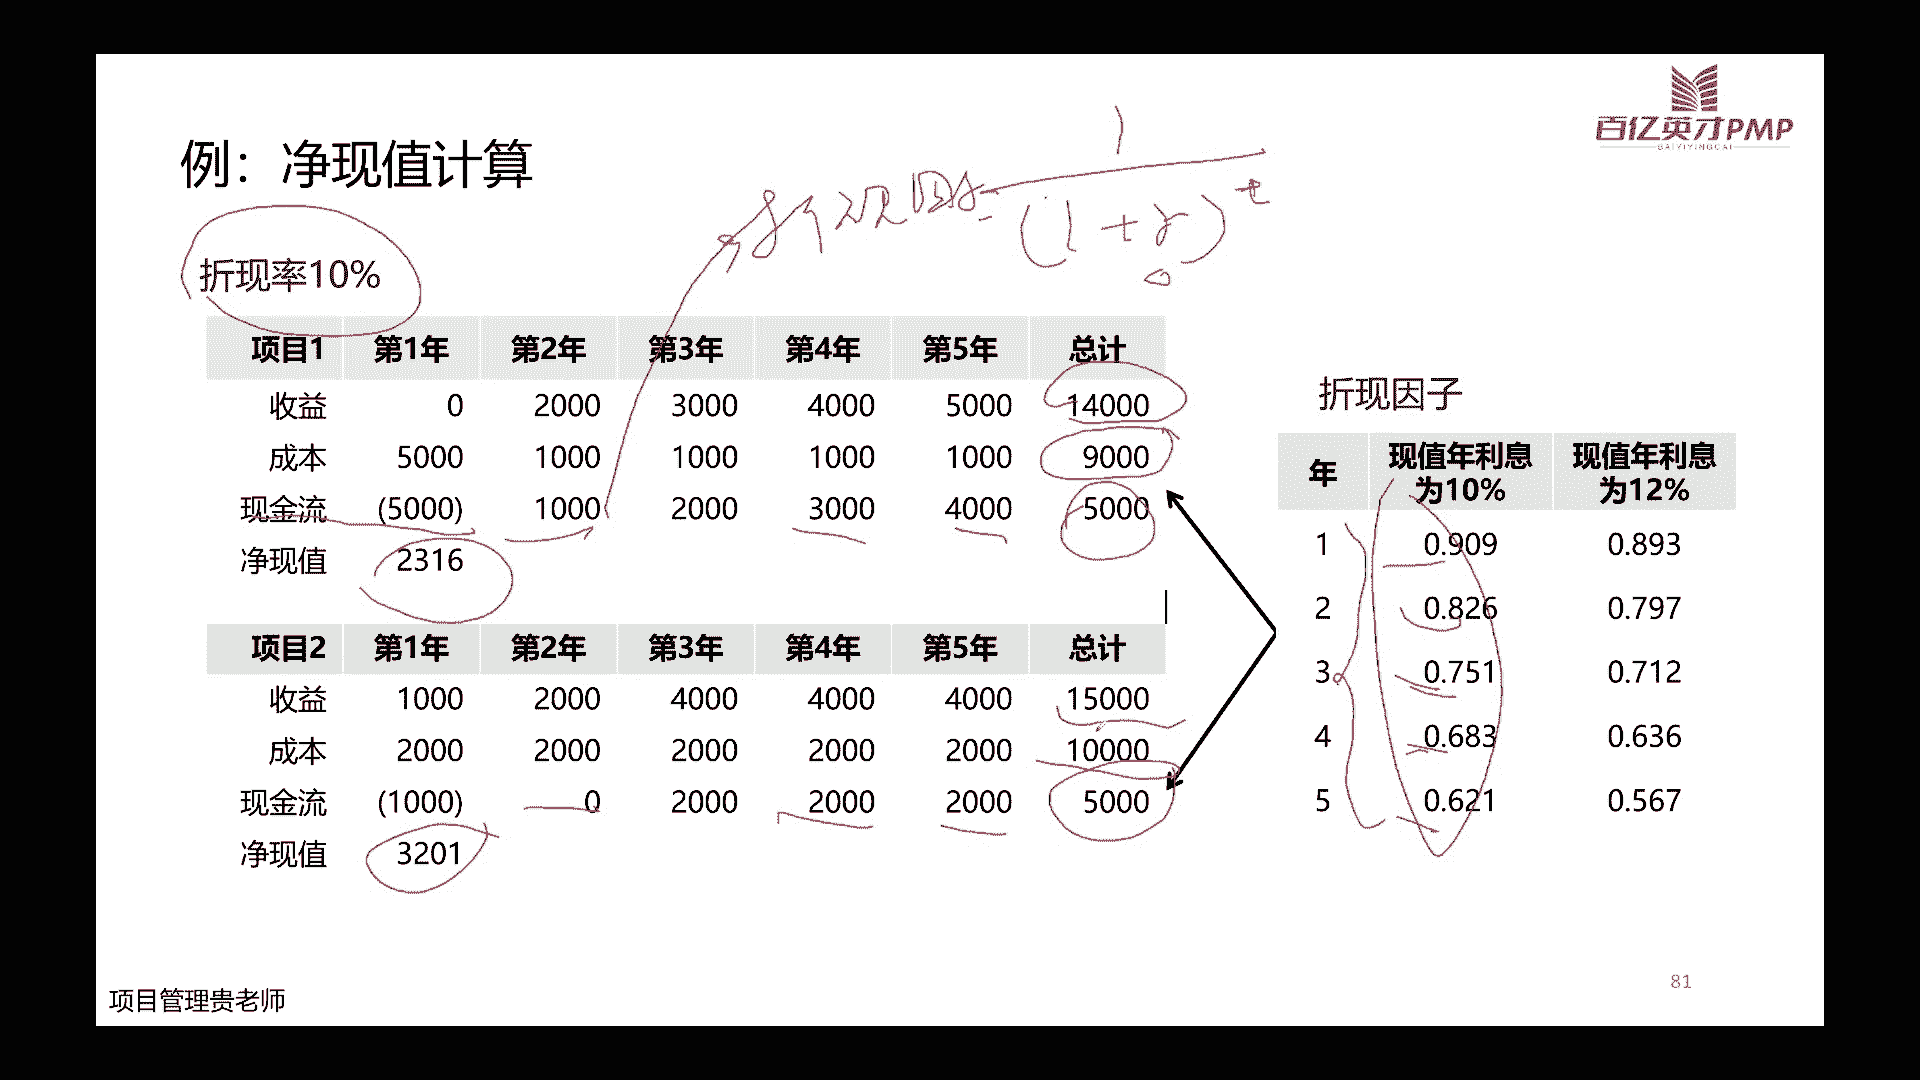 百亿英才PMP
BAIYIYINGCAI
例：净现值计算
折现因子=1/(1+r)^t
折现率10%
项目1 第1年 第2年 第3年 第4年 第5年 总计
收益 0 2000 3000 4000 5000 14000
成本 5000 1000 1000 1000 1000 9000
现金流 (5000) 1000 2000 3000 4000 5000
净现值 2316
项目2 第1年 第2年 第3年 第4年 第5年 总计
收益 1000 2000 4000 4000 4000 15000
成本 2000 2000 2000 2000 2000 10000
现金流 (1000) 0 2000 2000 2000 5000
净现值 3201
折现因子
年 现值年利息为10% 现值年利息为12%
1 0.909 0.893
2 0.826 0.797
3 0.751 0.712
4 0.683 0.636
5 0.621 0.567
81
项目管理贵老师